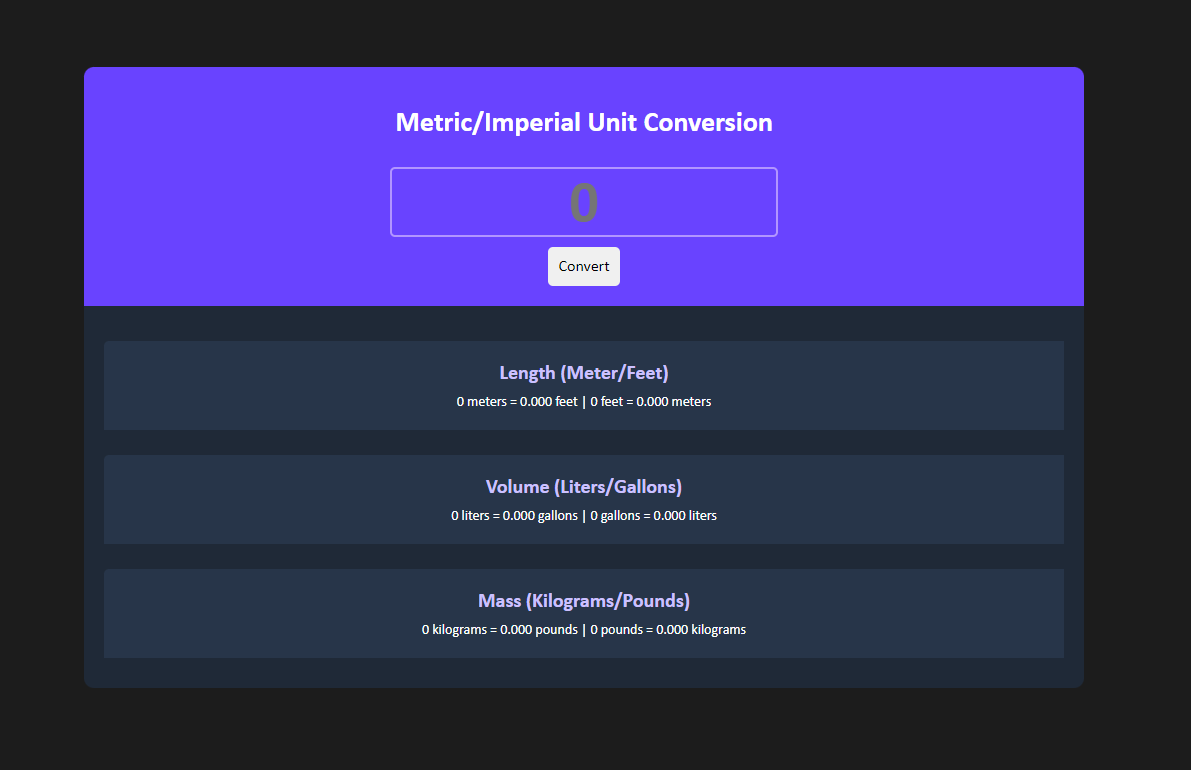 Metric/Imperial Unit Conversion
0
Convert
Length (Meter/Feet)
0 meters = 0.000 feet | 0 feet = 0.000 meters
Volume (Liters/Gallons)
0 liters = 0.000 gallons | 0 gallons = 0.000 liters
Mass (Kilograms/Pounds)
0 kilograms = 0.000 pounds | 0 pounds = 0.000 kilograms